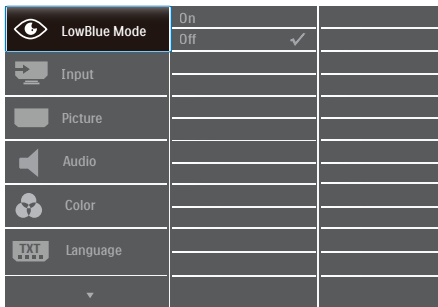 LowBlue Mode
On
Off
Input
Picture
Audio
Color
TXT
Language